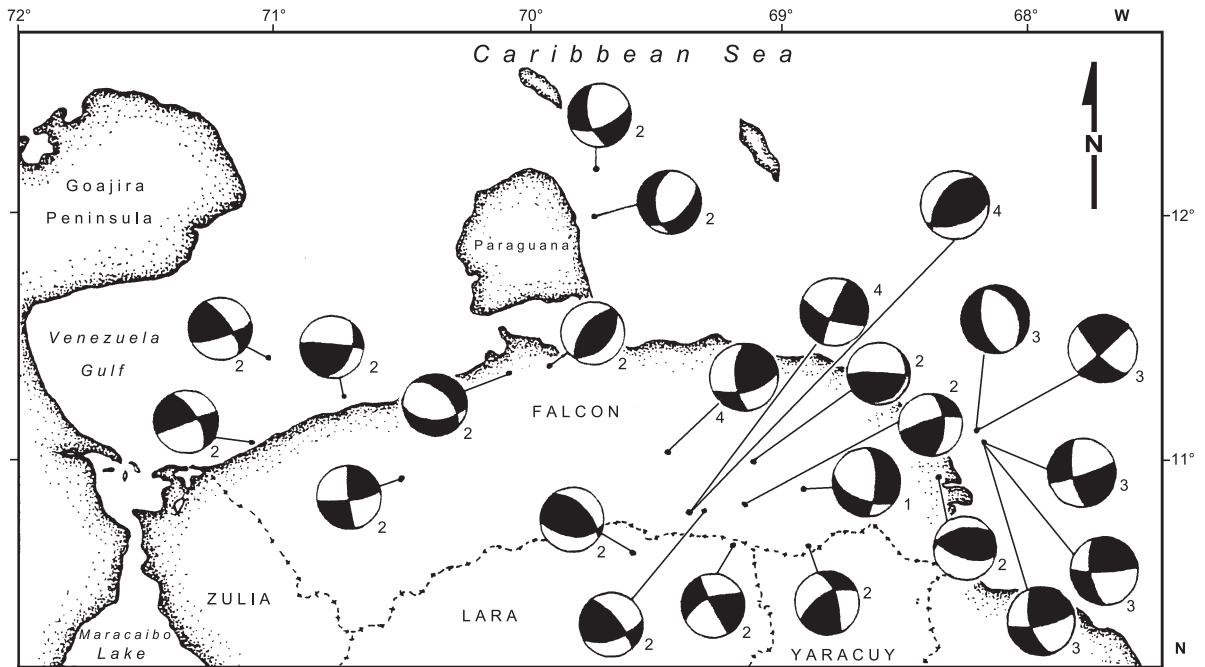 72° 71° 70° 69° 68° W
Caribbean Sea
2
N
Goajira
Peninsula
2
4
12°
Paraguana
4
Venezuela
Gulf
2
2
2
2
3
3
2
2
FALCON
4
2
11°
3
2
1
2
2
3
ZULIA
LARA
2
2
2
3
Maracaibo
Lake
YARACUY
N